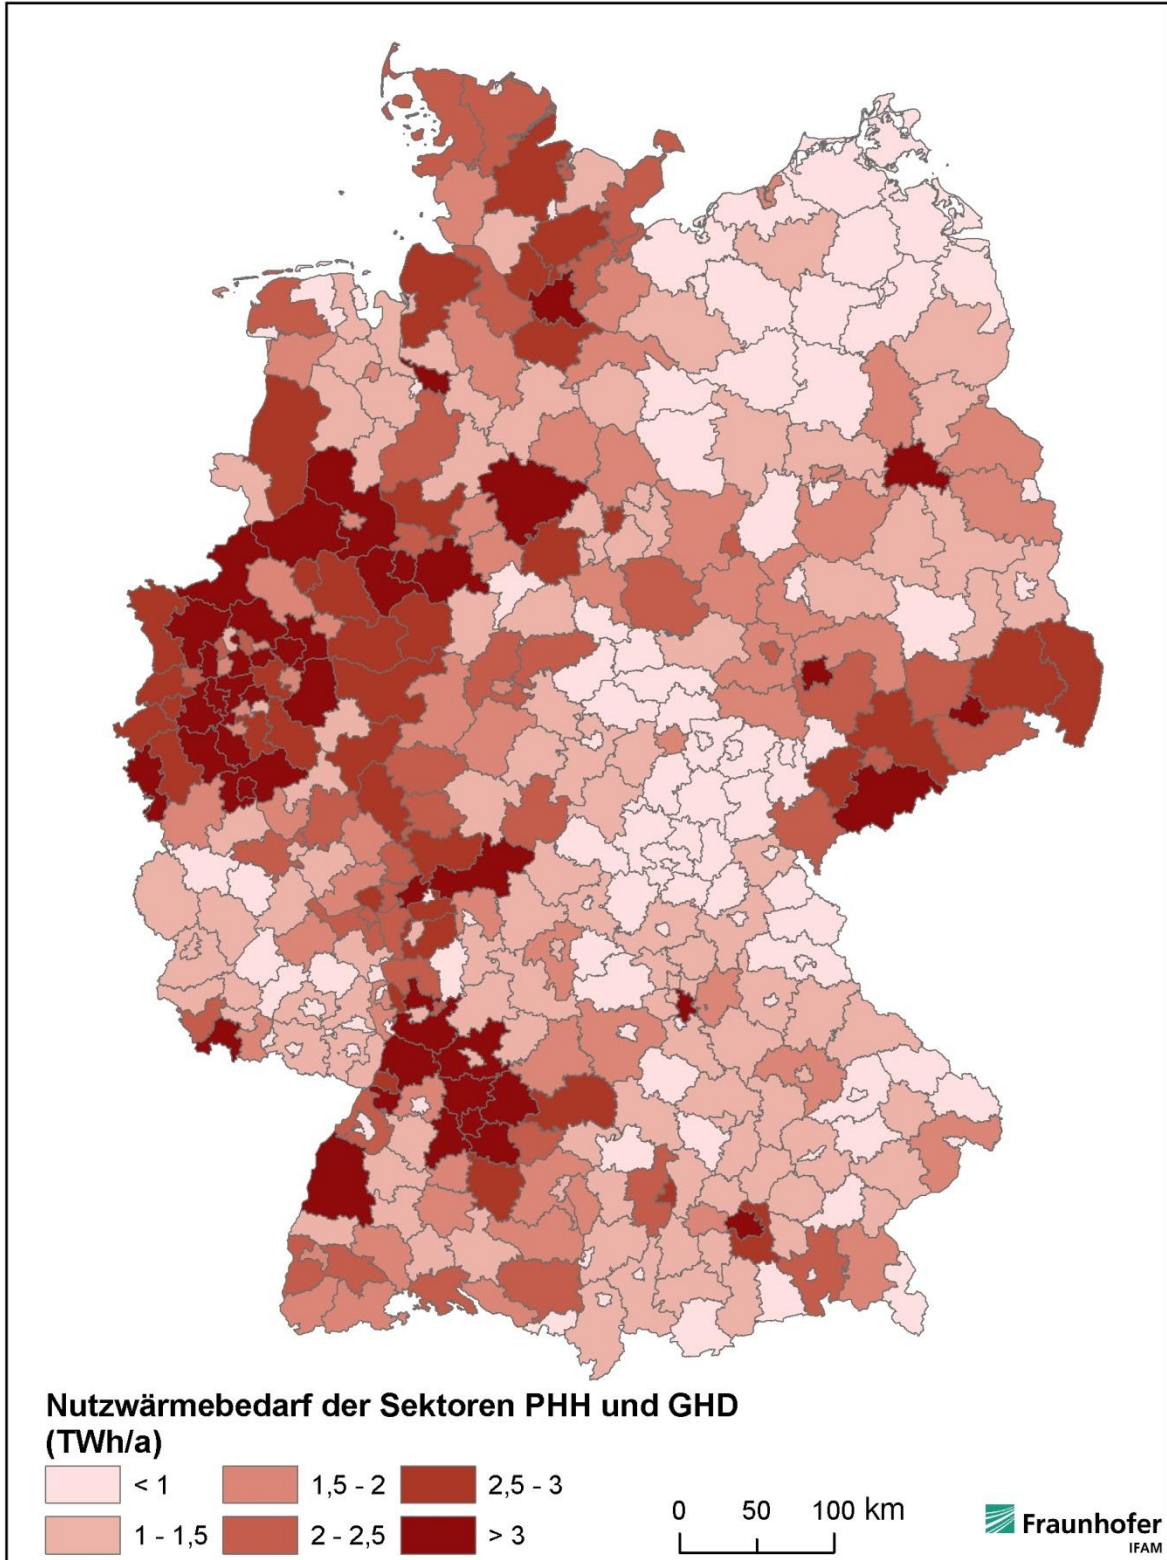 Nutzwärmebedarf der Sektoren PHH und GHD
(TWh/a)
< 1
1,5 - 2
2,5 - 3
1 - 1,5
2 - 2,5
> 3
0 50 100 km
Fraunhofer
IFAM